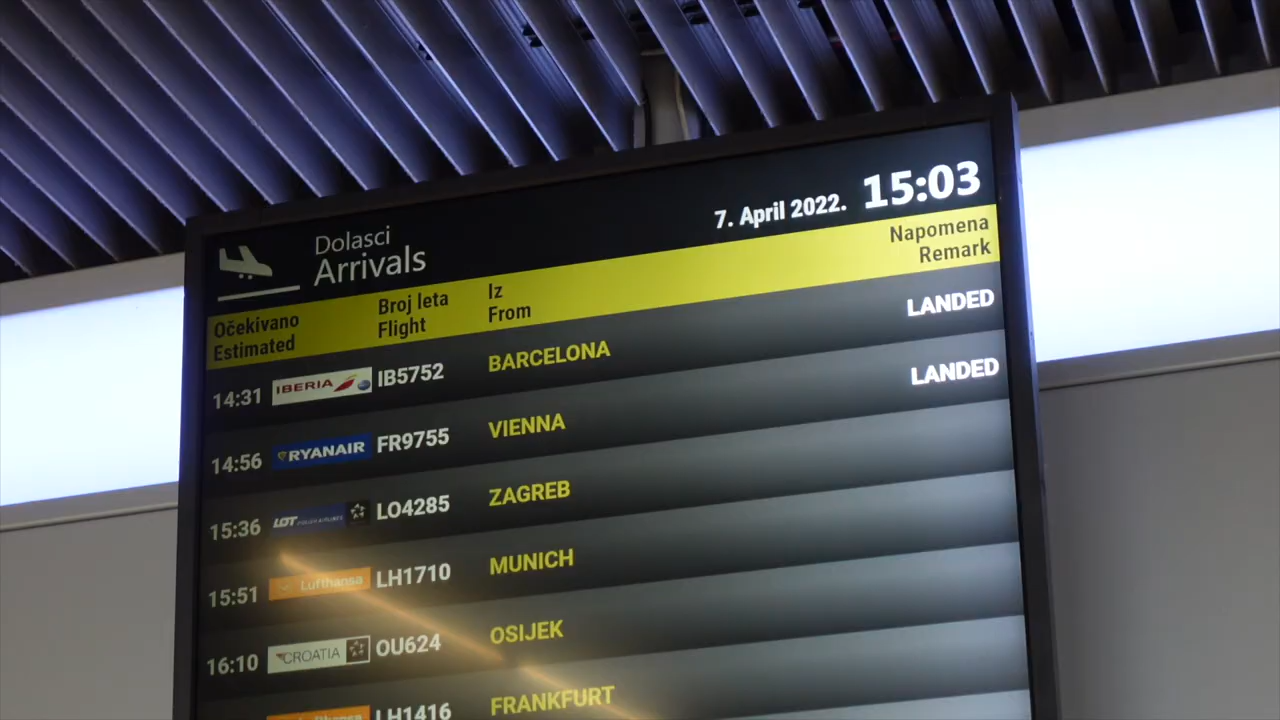 7. April 2022. 15:03
Dolasci
Arrivals
Očekivano Broj leta Iz Napomena
Estimated Flight From Remark
14:31 IBERIA IB5752 BARCELONA LANDED
14:56 RYANAIR FR9755 VIENNA LANDED
15:36 LOT LO4285 ZAGREB
15:51 Lufthansa LH1710 MUNICH
16:10 CROATIA OU624 OSIJEK
Lufthansa LH1416 FRANKFURT